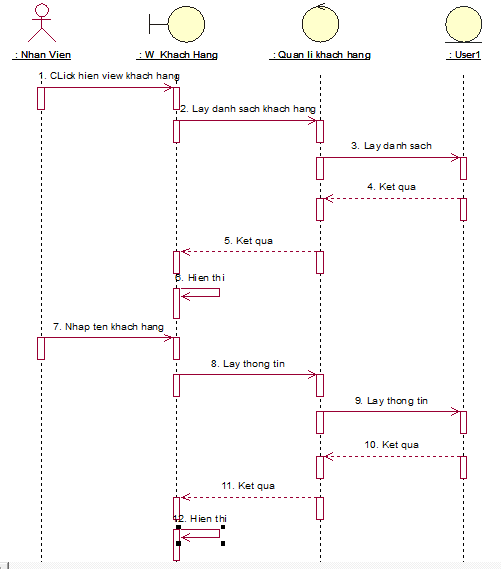 : Nhan Vien
: W_Khach Hang
: Quan li khach hang
: User1
1. CLick hien view khach hang
2. Lay danh sach khach hang
3. Lay danh sach
4. Ket qua
5. Ket qua
6. Hien thi
7. Nhap ten khach hang
8. Lay thong tin
9. Lay thong tin
10. Ket qua
11. Ket qua
12. Hien thi